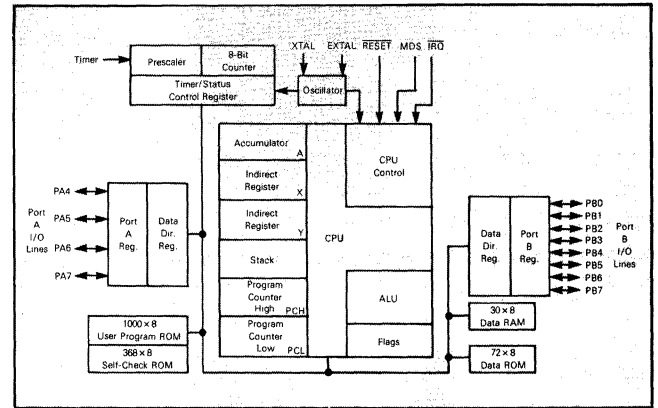 XTAL EXTAL RESET MDS IRQ
Timer
Prescaler
8-Bit
Counter
Timer/Status
Control Register
Oscillator
Accumulator
A
Indirect
Register
X
Indirect
Register
Y
Stack
Program
Counter
High PCH
Program
Counter
Low PCL
CPU
Control
CPU
ALU
Flags
Port
A
I/O
Lines
PA4
PA5
PA6
PA7
Port
A
Reg.
Data
Dir.
Reg.
1000 × 8
User Program ROM
368 × 8
Self-Check ROM
Data
Dir.
Reg.
Port
B
Reg.
PB0
PB1
PB2
PB3
PB4
PB5
PB6
PB7
Port
B
I/O
Lines
30 × 8
Data RAM
72 × 8
Data ROM